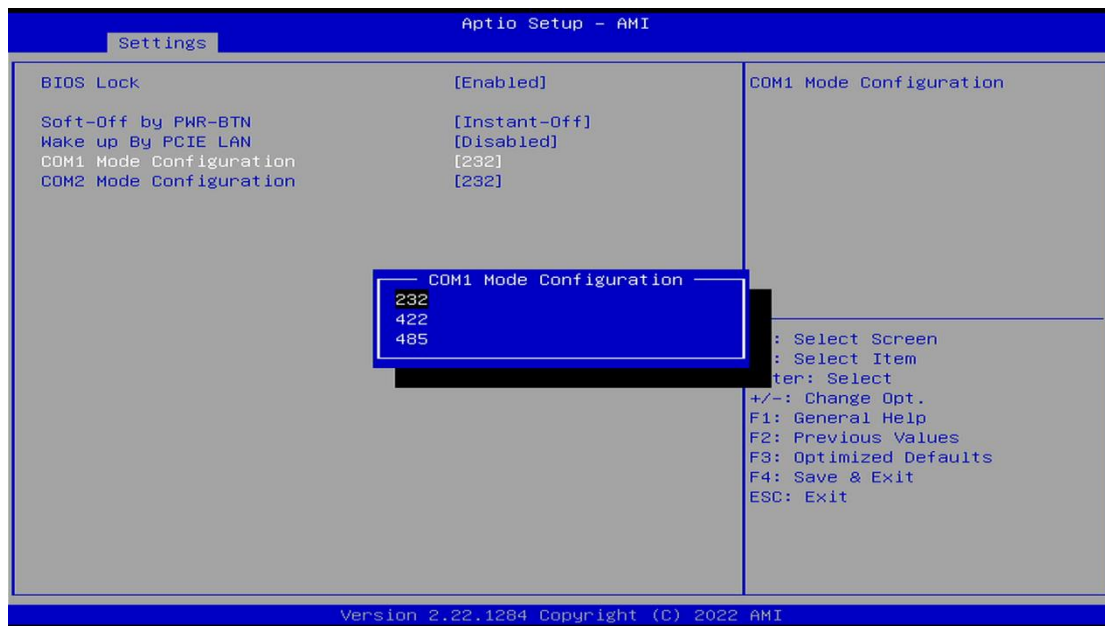 Aptio Setup - AMI
Settings
BIOS Lock [Enabled]
Soft-Off by PWR-BTN [Instant-Off]
Wake up By PCIE LAN [Disabled]
COM1 Mode Configuration [232]
COM2 Mode Configuration [232]
COM1 Mode Configuration
COM1 Mode Configuration
232
422
485
: Select Screen
: Select Item
ter: Select
+/-: Change Opt.
F1: General Help
F2: Previous Values
F3: Optimized Defaults
F4: Save & Exit
ESC: Exit
Version 2.22.1284 Copyright (C) 2022 AMI